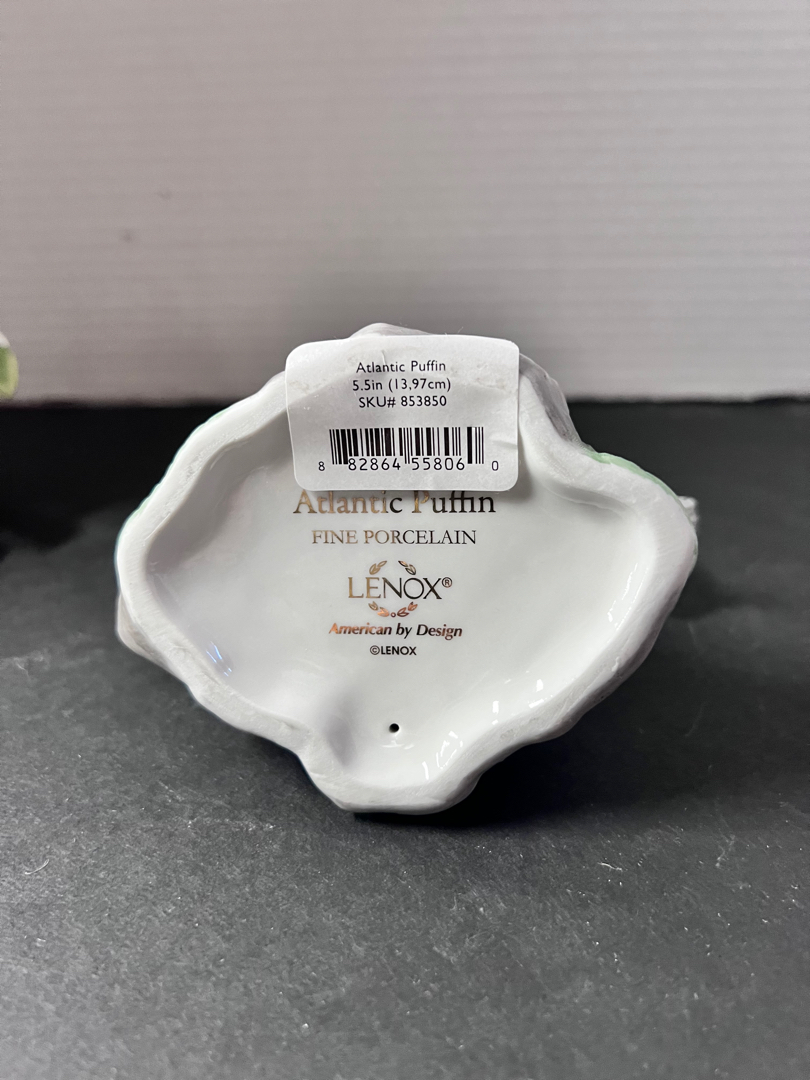 Atlantic Puffin
5.5in (13,97cm)
SKU# 853850
8 82864 55806 0
Atlantic Puffin
FINE PORCELAIN
LENOX®
American by Design
©LENOX